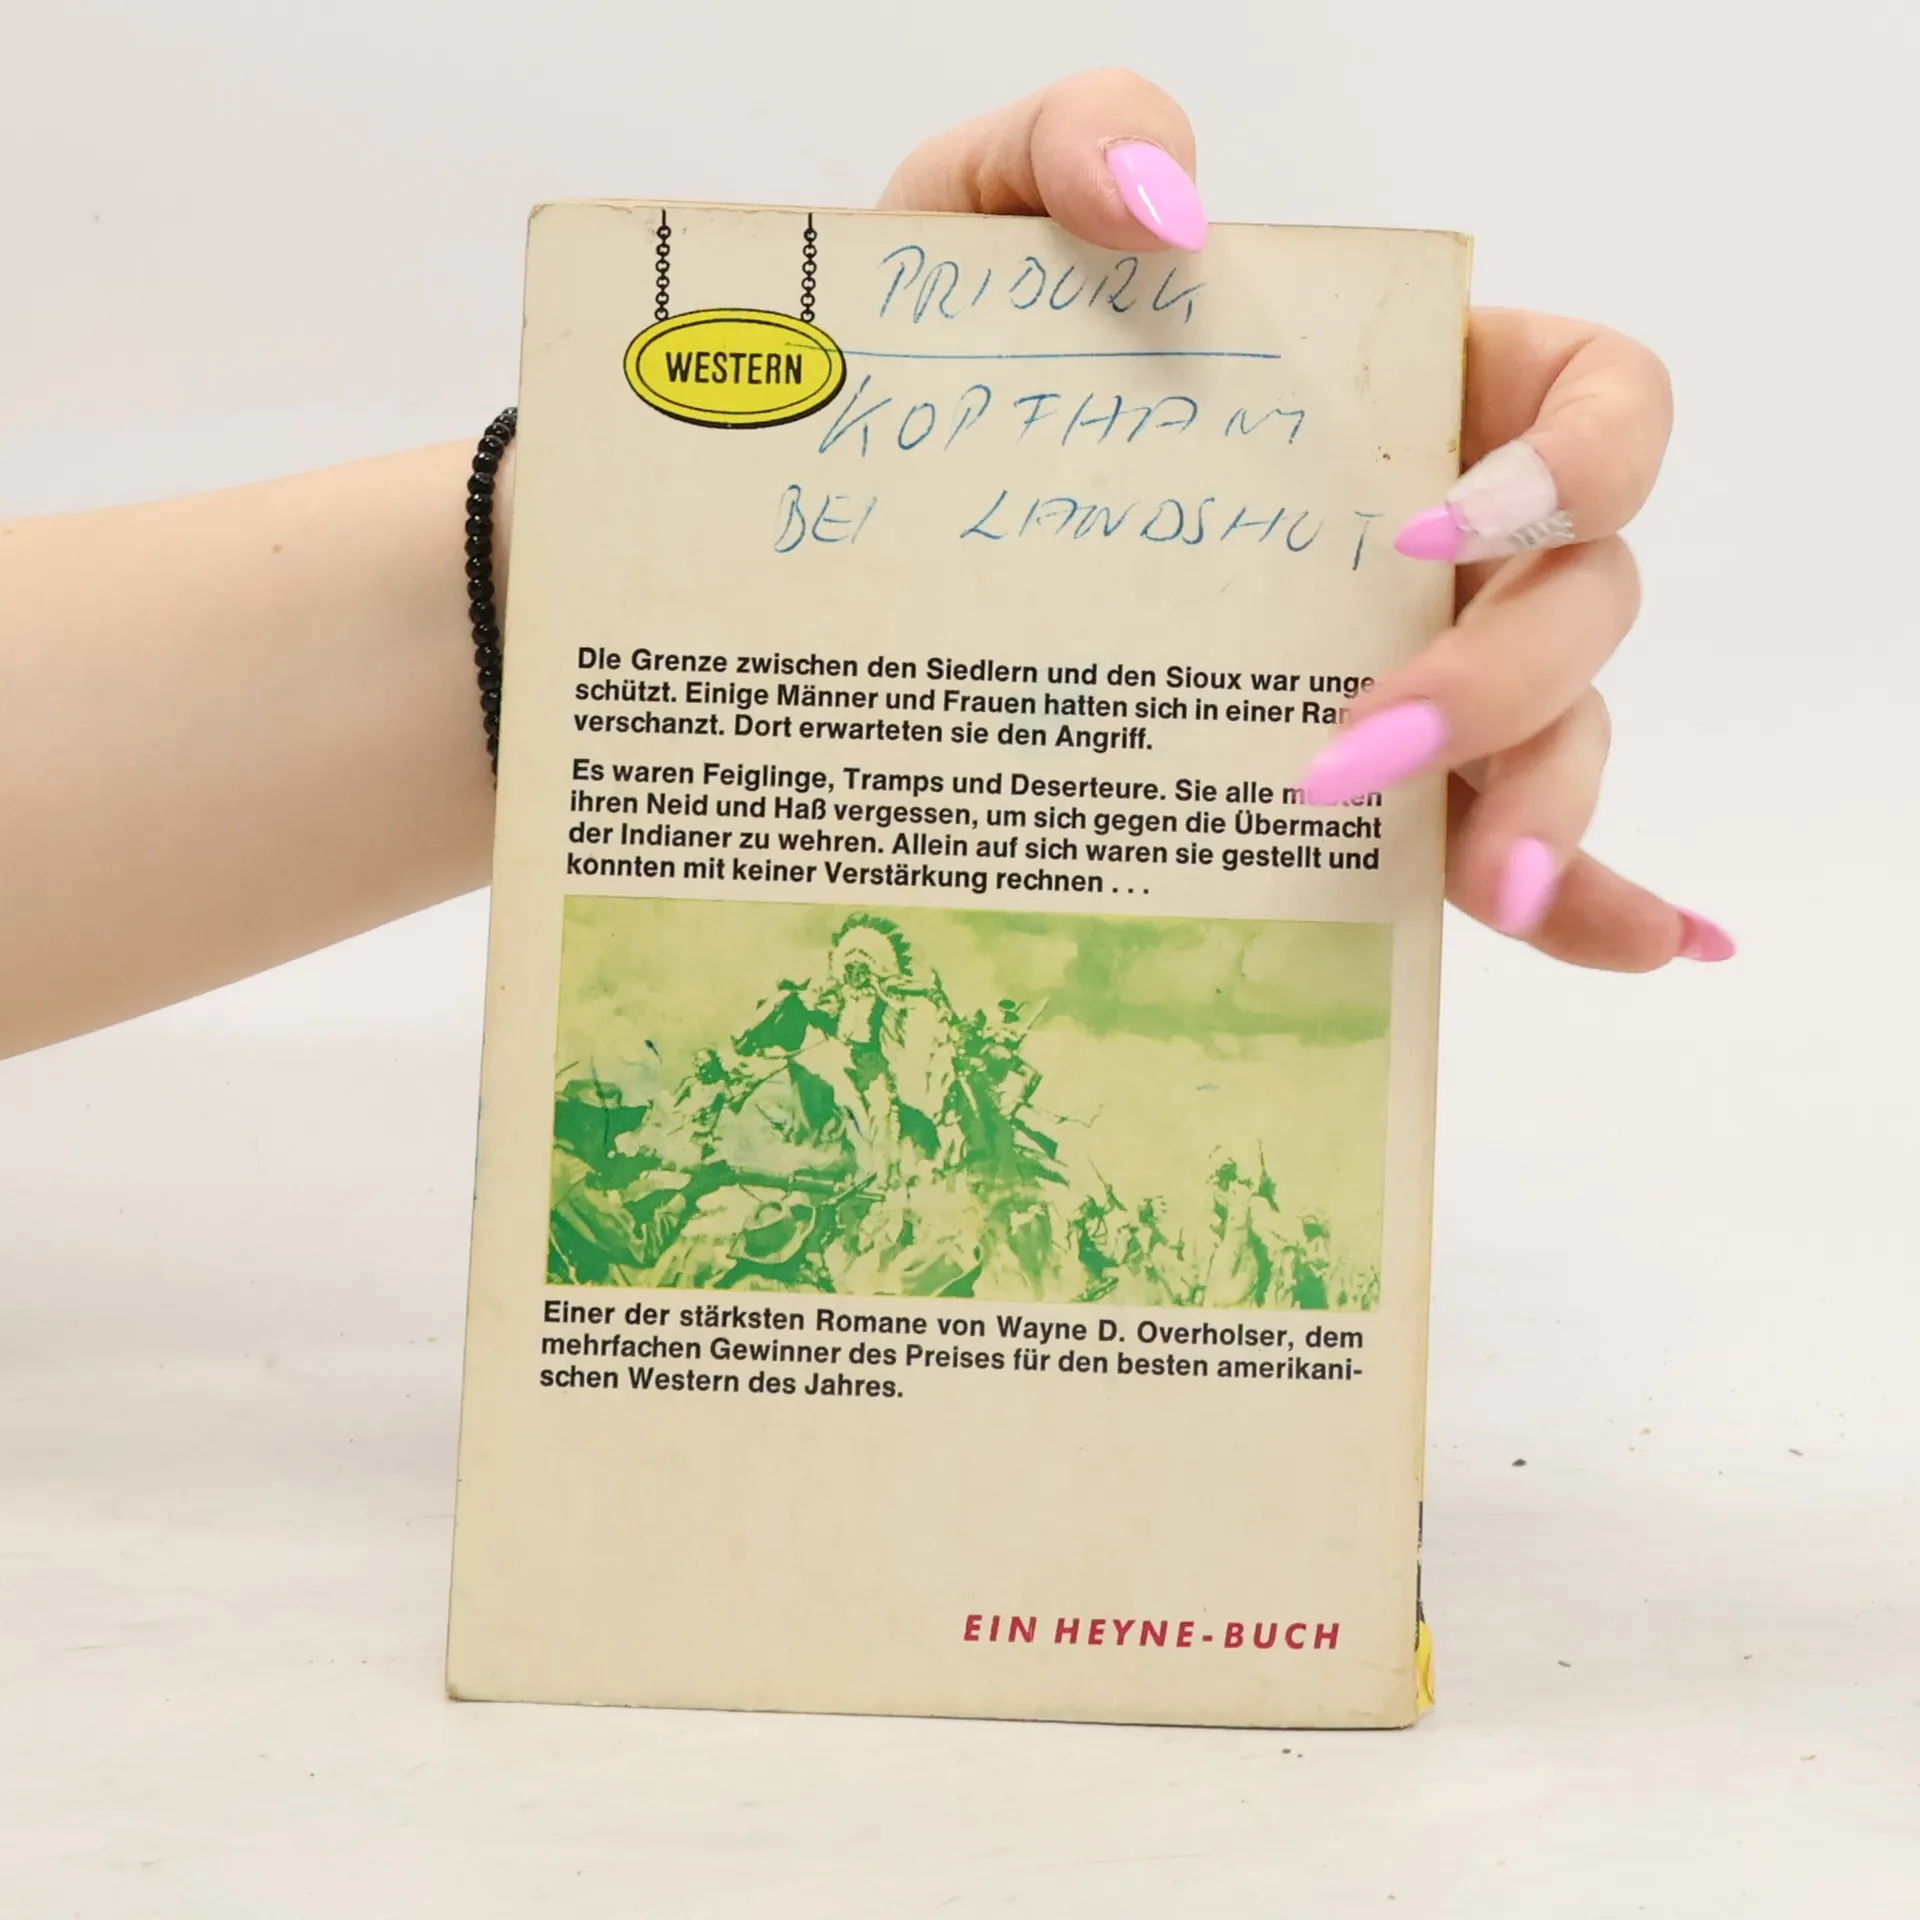 WESTERN
PRIBURK
KOPFHAM
BEI LANDSHUT
Die Grenze zwischen den Siedlern und den Sioux war unge-
schützt. Einige Männer und Frauen hatten sich in einer
verschanzt. Dort erwarteten sie den Angriff.
Es waren Feiglinge, Tramps und Deserteure. Sie alle
ihren Neid und Haß vergessen, um sich gegen die Übermacht
der Indianer zu wehren. Allein auf sich waren sie gestellt und
konnten mit keiner Verstärkung rechnen . . .
Einer der stärksten Romane von Wayne D. Overholser, dem
mehrfachen Gewinner des Preises für den besten amerikani-
schen Western des Jahres.
EIN HEYNE-BUCH